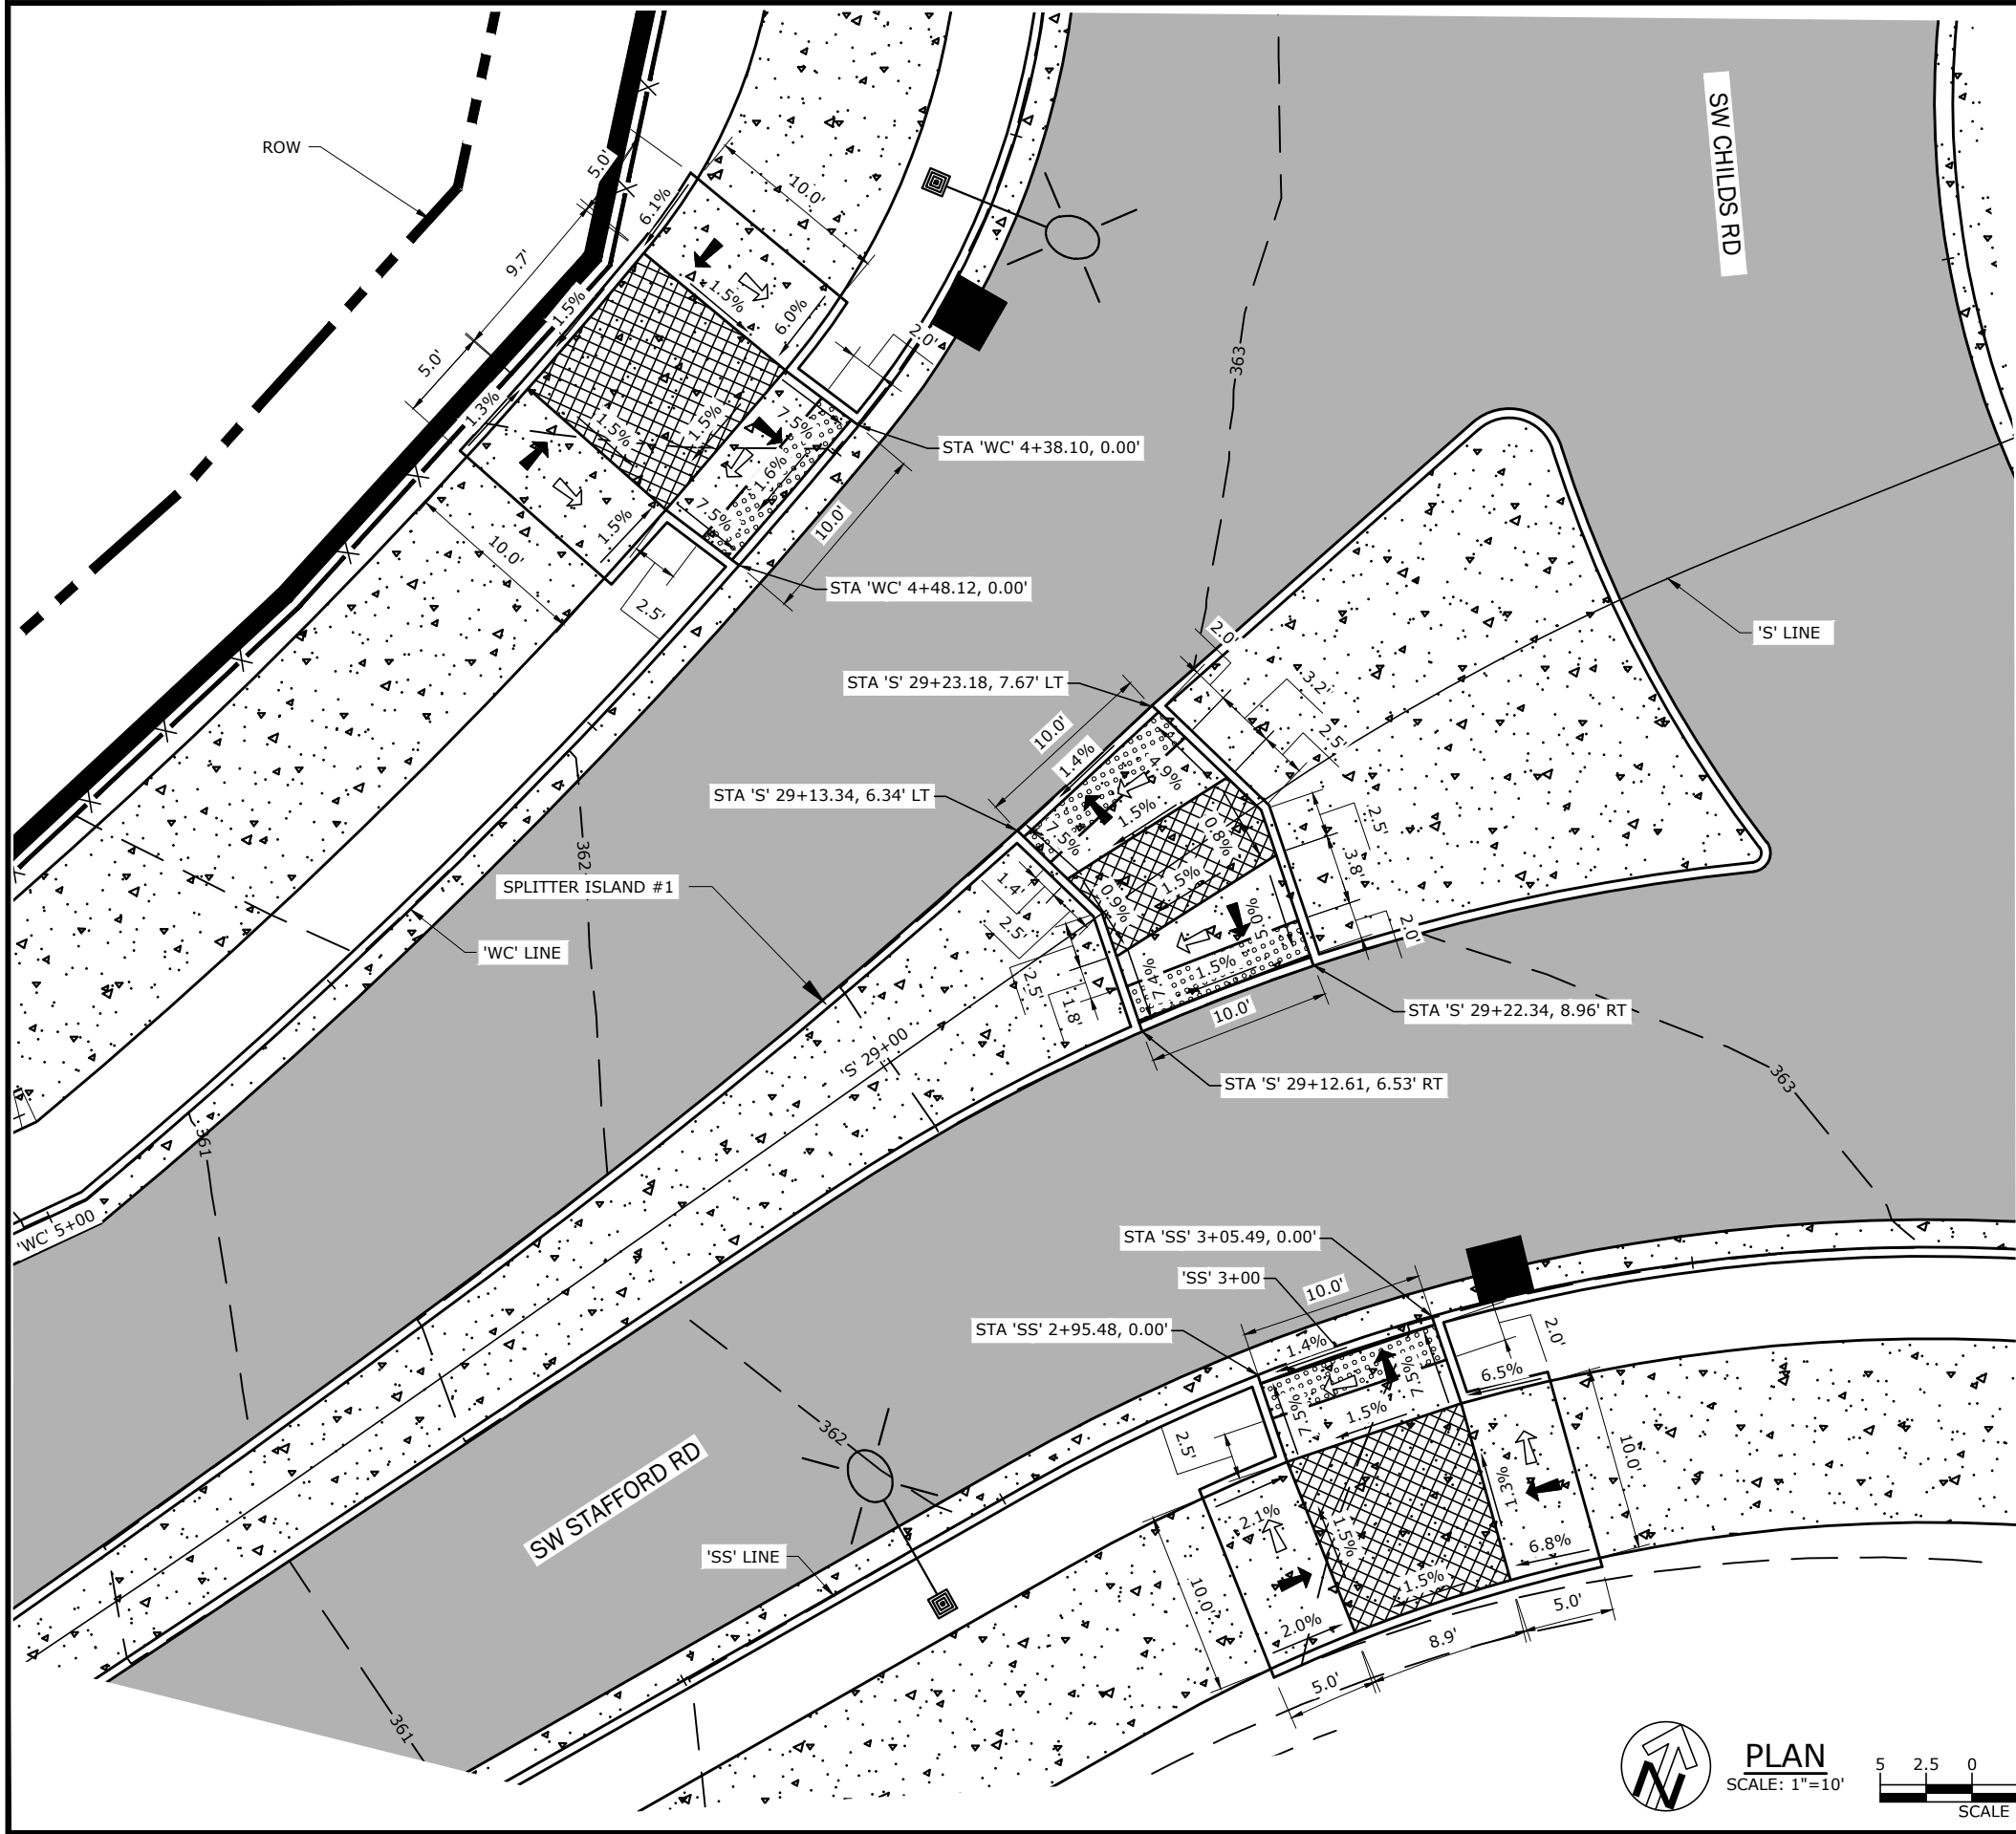 ROW
SW CHILDS RD
5.0'
6.1%
10.0'
9.7'
1.5%
1.5%
6.0%
2.0'
5.0'
1.3%
1.5%
1.5%
7.5%
1.6%
7.5%
1.5%
10.0'
10.0'
2.5'
363
STA 'WC' 4+38.10, 0.00'
STA 'WC' 4+48.12, 0.00'
'S' LINE
2.0'
STA 'S' 29+23.18, 7.67' LT
3.2'
2.5'
10.0'
1.4%
4.9%
1.5%
STA 'S' 29+13.34, 6.34' LT
7.5%
0.8%
2.5'
3.8'
362
SPLITTER ISLAND #1
1.4'
0.9%
1.5%
2.5'
5.0%
2.0'
'WC' LINE
2.5'
7.4%
1.5%
1.8'
10.0'
STA 'S' 29+22.34, 8.96' RT
'S' 29+00
STA 'S' 29+12.61, 6.53' RT
363
361
'WC' 5+00
STA 'SS' 3+05.49, 0.00'
'SS' 3+00
10.0'
STA 'SS' 2+95.48, 0.00'
1.4%
2.0'
7.5%
6.5%
7.5%
1.5%
362
2.5'
10.0'
SW STAFFORD RD
2.1%
1.5%
1.3%
6.8%
'SS' LINE
10.0'
1.5%
2.0%
5.0'
8.9'
5.0'
361
N
PLAN
SCALE: 1"=10'
5 2.5 0
SCALE